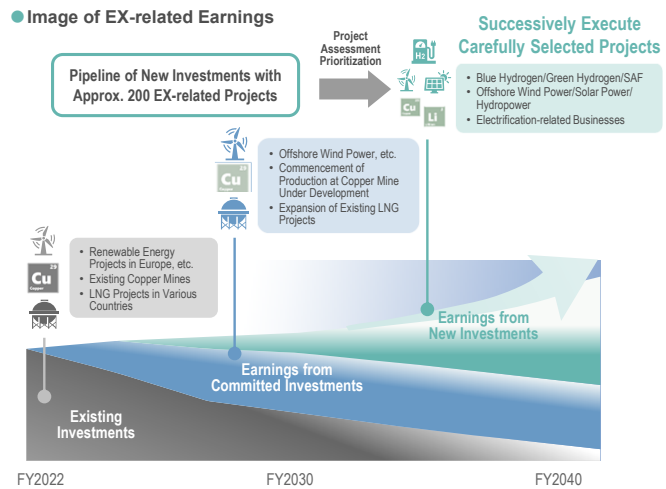 Image of EX-related Earnings
Pipeline of New Investments with
Approx. 200 EX-related Projects
Project
Assessment
Prioritization
Successively Execute
Carefully Selected Projects
H2
Cu
Li
• Blue Hydrogen/Green Hydrogen/SAF
• Offshore Wind Power/Solar Power/
Hydropower
• Electrification-related Businesses
29
Cu
• Offshore Wind Power, etc.
• Commencement of
Production at Copper Mine
Under Development
• Expansion of Existing LNG
Projects
29
Cu
Copper
• Renewable Energy
Projects in Europe, etc.
• Existing Copper Mines
• LNG Projects in Various
Countries
Earnings from
New Investments
Earnings from
Committed Investments
Existing
Investments
FY2022
FY2030
FY2040